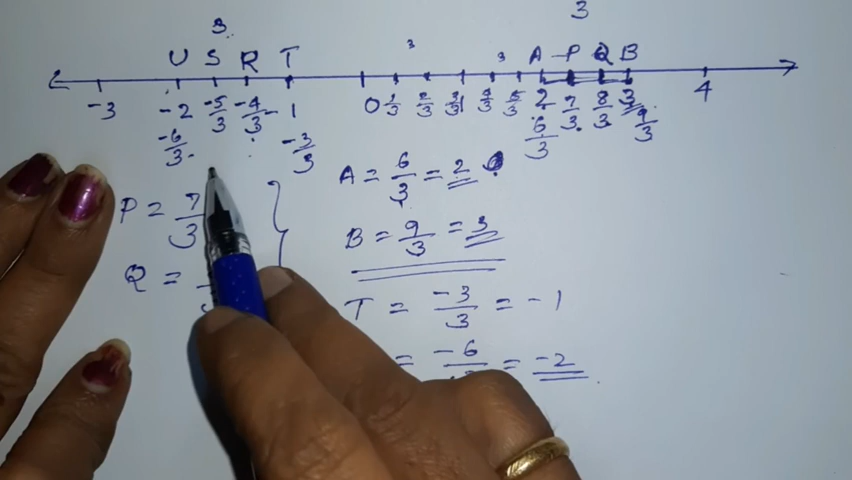 3 3
3 3
U S R T A P Q B
-3 -2 -5/3 -4/3 -1 0 1/3 2/3 3/3 1 4/3 5/3 2 7/3 8/3 3 4
-6/3 -3/3 6/3 9/3
A = 6/3 = 2
P = 7/3
B = 9/3 = 3
Q =
T = -3/3 = -1
= -6/ = -2